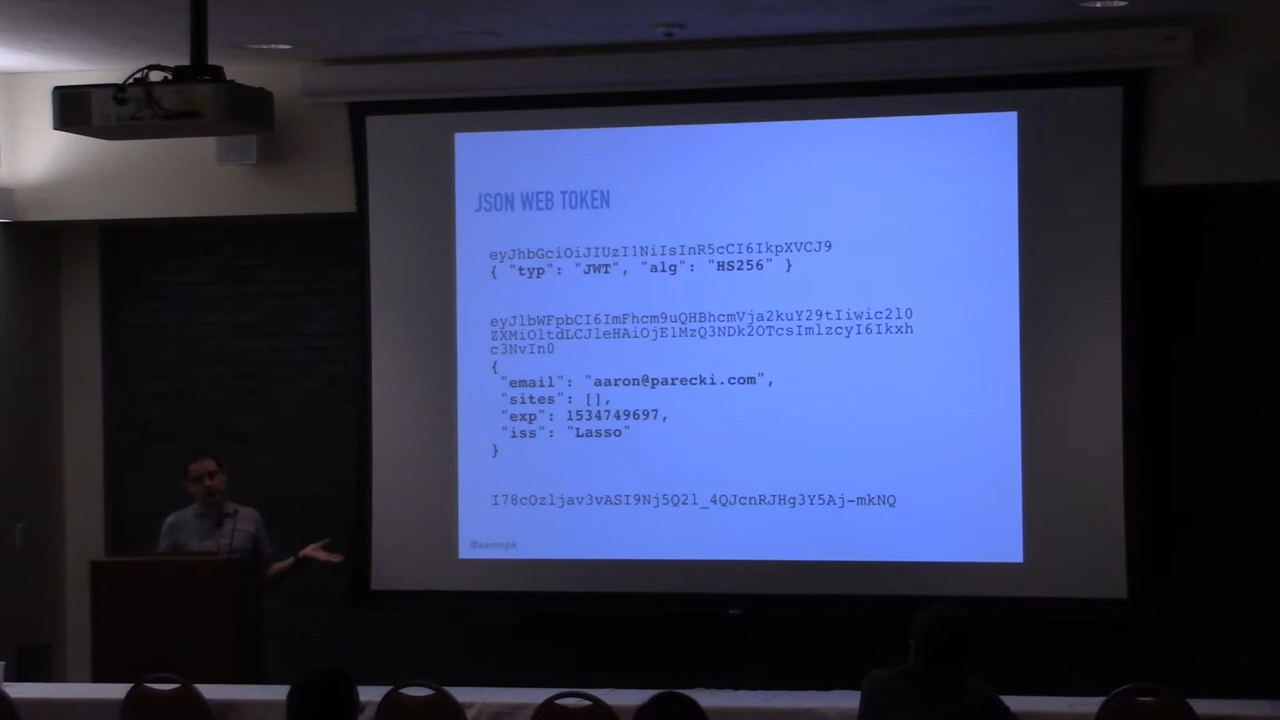 JSON WEB TOKEN
eyJhbGciOiJIUzI1NiIsInR5cCI6IkpXVCJ9
{ "typ": "JWT", "alg": "HS256" }
eyJlbWFpbCI6ImFhcm9uQHBhcmVja2kuY29tIiwic2l0
ZXMiOltdLCJleHAiOjE1MzQ3NDk2OTcsImlzcyI6Ikxh
c3NvIn0
{
"email": "aaron@parecki.com",
"sites": [],
"exp": 1534749697,
"iss": "Lasso"
}
I78cOzljav3vASI9Nj5Q2l_4QJcnRJHg3Y5Aj-mkNQ
@aaronpk